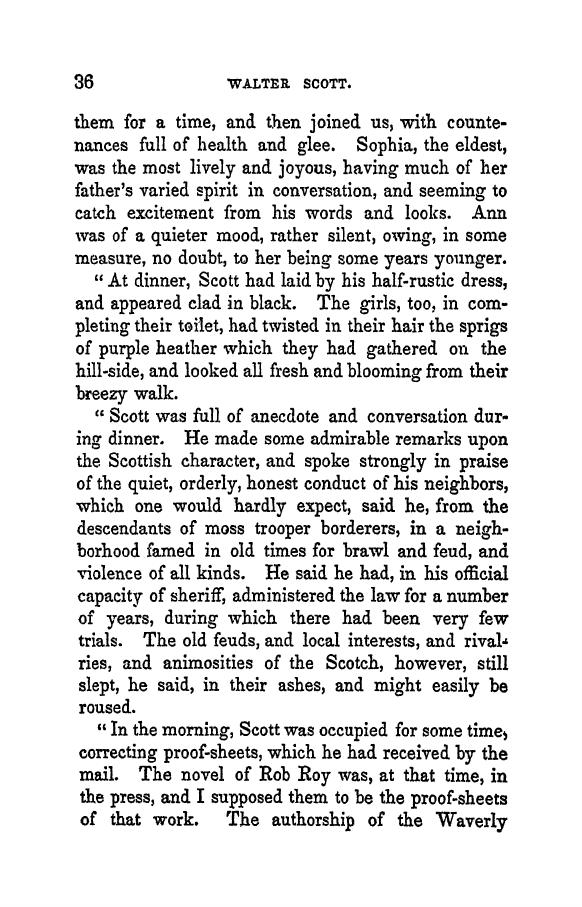 36 WALTER SCOTT.
them for a time, and then joined us, with counte-
nances full of health and glee. Sophia, the eldest,
was the most lively and joyous, having much of her
father's varied spirit in conversation, and seeming to
catch excitement from his words and looks. Ann
was of a quieter mood, rather silent, owing, in some
measure, no doubt, to her being some years younger.
" At dinner, Scott had laid by his half-rustic dress,
and appeared clad in black. The girls, too, in com-
pleting their toilet, had twisted in their hair the sprigs
of purple heather which they had gathered on the
hill-side, and looked all fresh and blooming from their
breezy walk.
" Scott was full of anecdote and conversation dur-
ing dinner. He made some admirable remarks upon
the Scottish character, and spoke strongly in praise
of the quiet, orderly, honest conduct of his neighbors,
which one would hardly expect, said he, from the
descendants of moss trooper borderers, in a neigh-
borhood famed in old times for brawl and feud, and
violence of all kinds. He said he had, in his official
capacity of sheriff, administered the law for a number
of years, during which there had been very few
trials. The old feuds, and local interests, and rival-
ries, and animosities of the Scotch, however, still
slept, he said, in their ashes, and might easily be
roused.
" In the morning, Scott was occupied for some time,
correcting proof-sheets, which he had received by the
mail. The novel of Rob Roy was, at that time, in
the press, and I supposed them to be the proof-sheets
of that work. The authorship of the Waverly